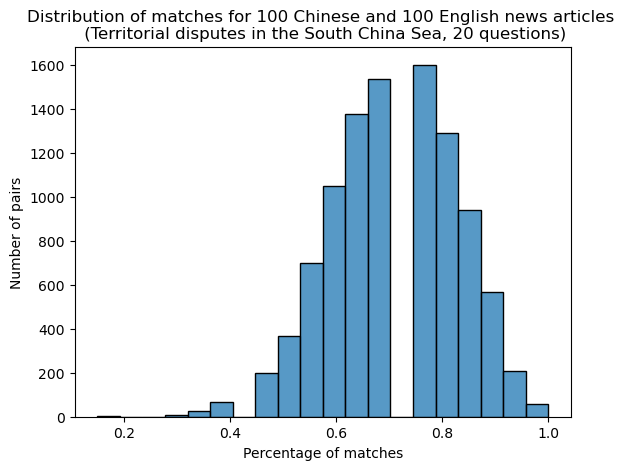 Distribution of matches for 100 Chinese and 100 English news articles
(Territorial disputes in the South China Sea, 20 questions)
1600
1400
1200
1000
800
600
400
200
0
Number of pairs
0.2 0.4 0.6 0.8 1.0
Percentage of matches